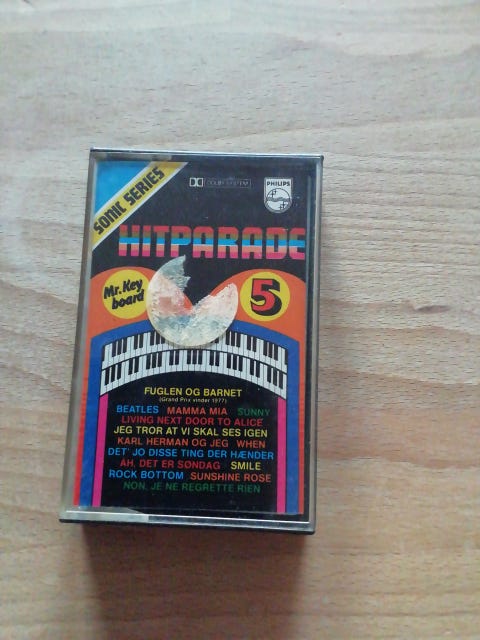 SONIC SERIES
DOLBY SYSTEM
PHILIPS
HITPARADE
Mr. Key
board
5
FUGLEN OG BARNET
(Grand Prix vinder 1977)
BEATLES MAMMA MIA SUNNY
LIVING NEXT DOOR TO ALICE
JEG TROR AT VI SKAL SES IGEN
KARL HERMAN OG JEG WHEN
DET' JO DISSE TING DER HÆNDER
ÅH, DET ER SØNDAG SMILE
ROCK BOTTOM SUNSHINE ROSE
NON, JE NE REGRETTE RIEN